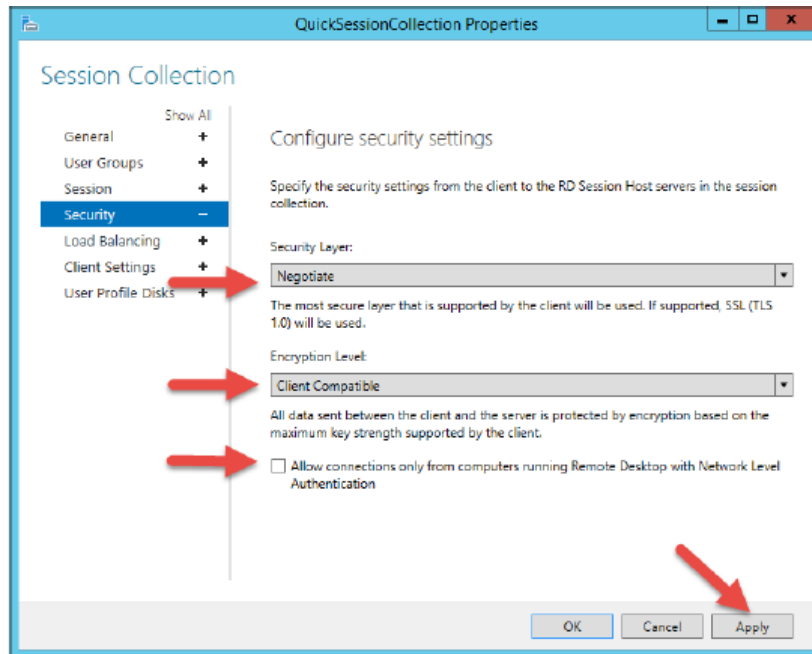 QuickSessionCollection Properties
Session Collection
Show All
General
User Groups
Session
Security
Load Balancing
Client Settings
User Profile Disks
Configure security settings
Specify the security settings from the client to the RD Session Host servers in the session
collection.
Security Layer:
Negotiate
The most secure layer that is supported by the client will be used. If supported, SSL (TLS
1.0) will be used.
Encryption Level:
Client Compatible
All data sent between the client and the server is protected by encryption based on the
maximum key strength supported by the client.
Allow connections only from computers running Remote Desktop with Network Level
Authentication
OK
Cancel
Apply